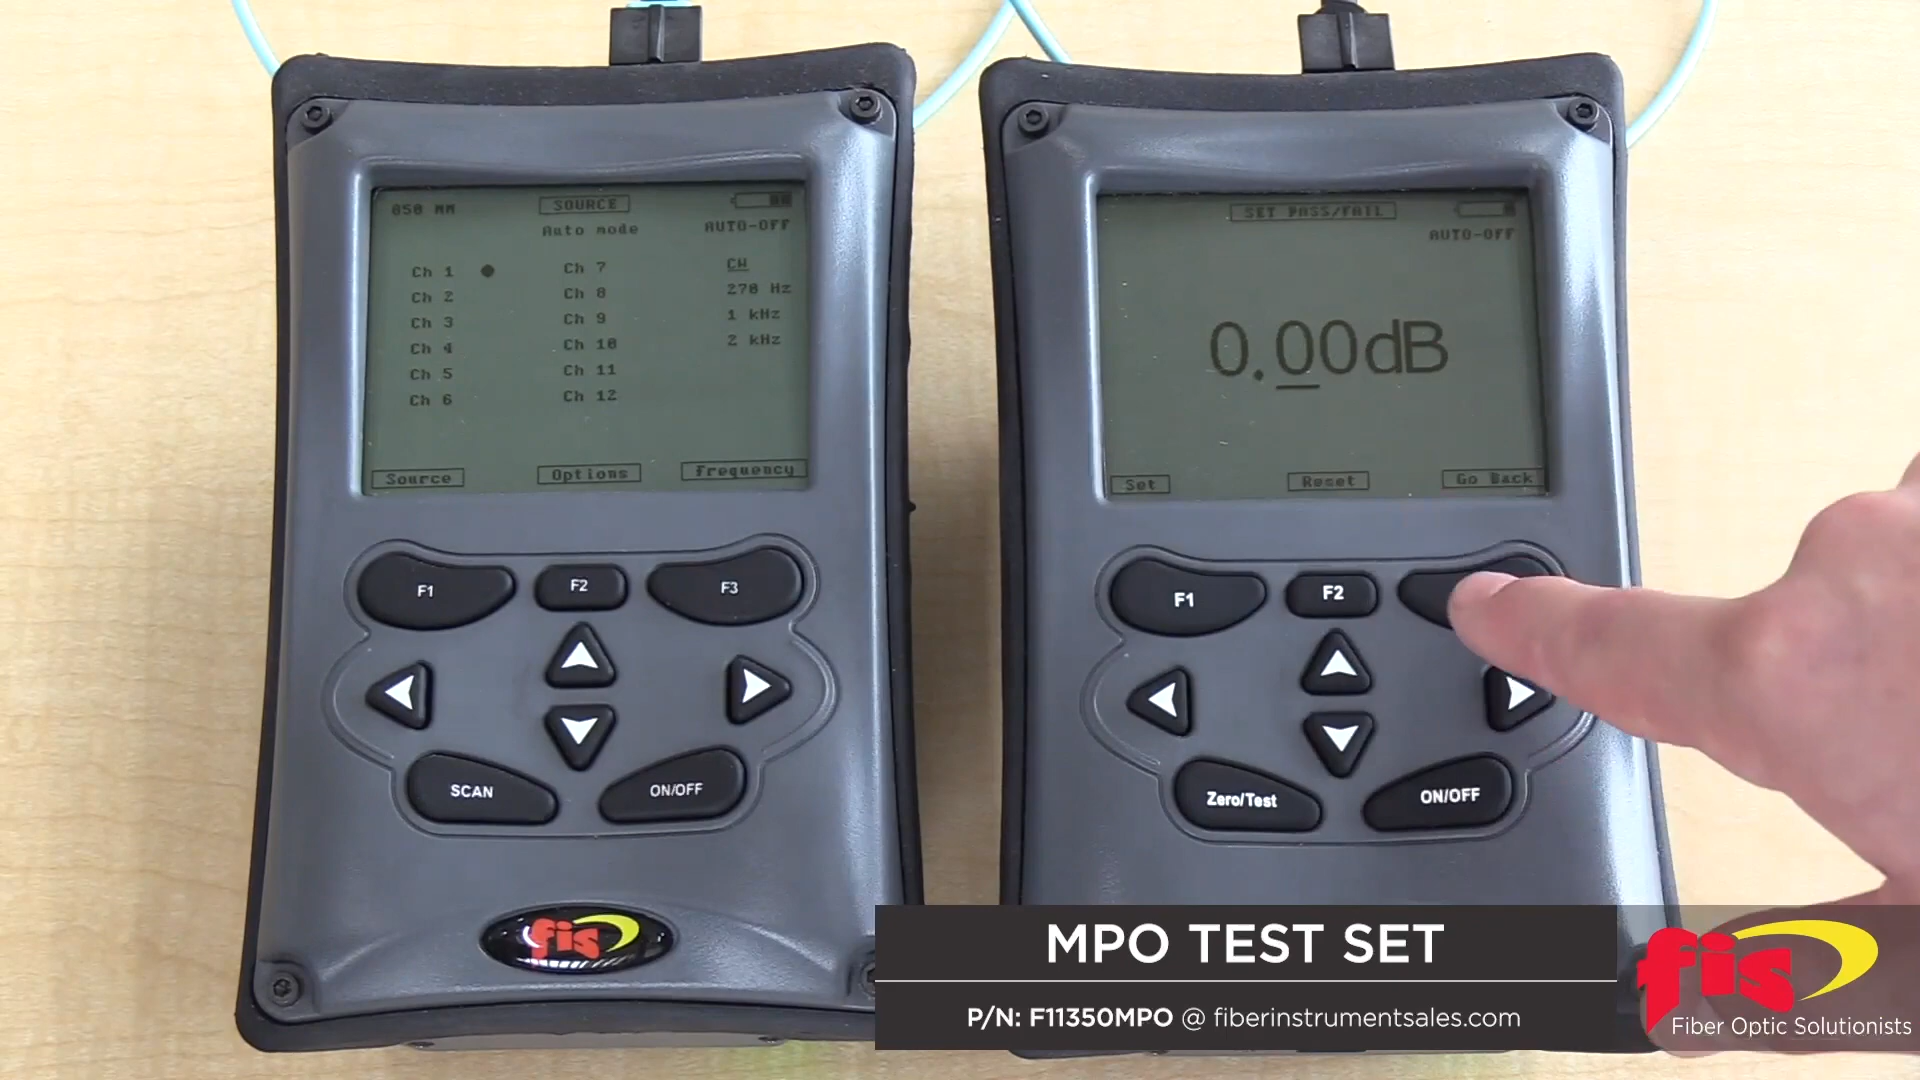 850 MM
SOURCE
Auto mode
AUTO-OFF
Ch 1
Ch 2
Ch 3
Ch 4
Ch 5
Ch 6
Ch 7
Ch 8
Ch 9
Ch 10
Ch 11
Ch 12
CW
270 Hz
1 kHz
2 kHz
Source
Options
Frequency
F1
F2
F3
SCAN
ON/OFF
fis
SET PASS/FAIL
AUTO-OFF
0.00dB
Set
Reset
Go Back
F1
F2
Zero/Test
ON/OFF
MPO TEST SET
P/N: F11350MPO @ fiberinstrumentsales.com
fis
Fiber Optic Solutionists